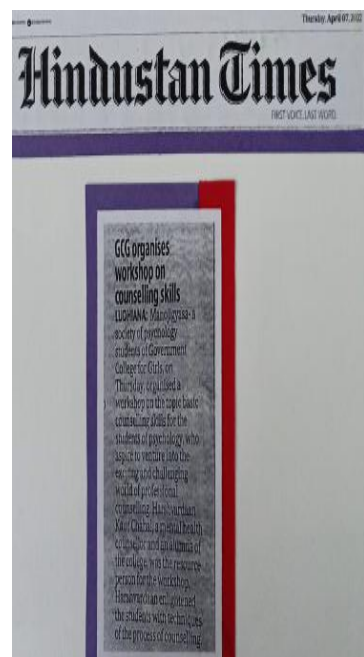 Thursday, April 07, 2022
Hindustan Times
FIRST VOICE. LAST WORD.
GCG organises
workshop on
counselling skills
LUDHIANA: Manojigyasa- a
society of psychology
students of Government
College for Girls, on
Thursday, organised a
workshop on the topic basic
counselling skills for the
students of psychology, who
aspire to venture into the
exciting and challenging
world of professional
counselling. Harshvardhan
Kaur Chahal, a mental health
counsellor and an alumna of
the college, was the resource
person for the workshop.
enlightened
the students with techniques
of the process of counselling.